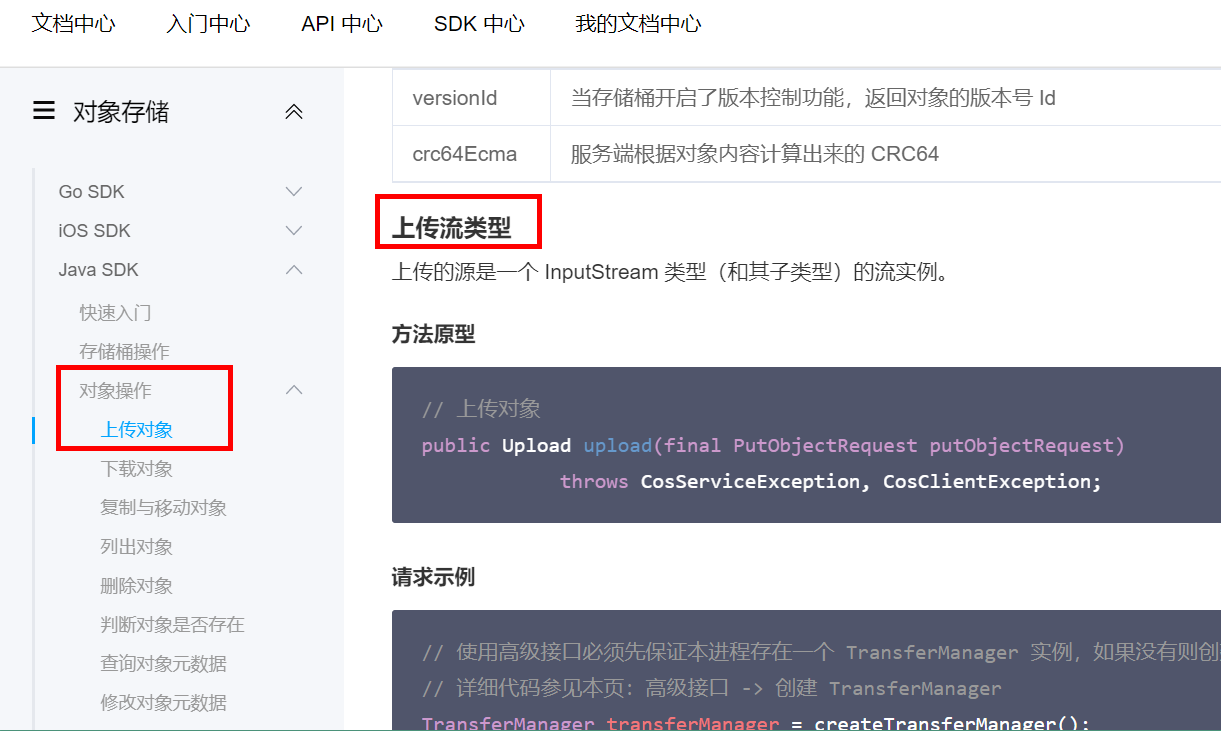 文档中心 入门中心 API 中心 SDK 中心 我的文档中心
对象存储
Go SDK
iOS SDK
Java SDK
快速入门
存储桶操作
对象操作
上传对象
下载对象
复制与移动对象
列出对象
删除对象
判断对象是否存在
查询对象元数据
修改对象元数据
versionId 当存储桶开启了版本控制功能，返回对象的版本号 Id
crc64Ecma 服务端根据对象内容计算出来的 CRC64
上传流类型
上传的源是一个 InputStream 类型（和其子类型）的流实例。
方法原型
// 上传对象
public Upload upload(final PutObjectRequest putObjectRequest)
throws CosServiceException, CosClientException;
请求示例
// 使用高级接口必须先保证本进程存在一个 TransferManager 实例，如果没有则创
// 详细代码参见本页：高级接口 -> 创建 TransferManager
TransferManager transferManager = createTransferManager();